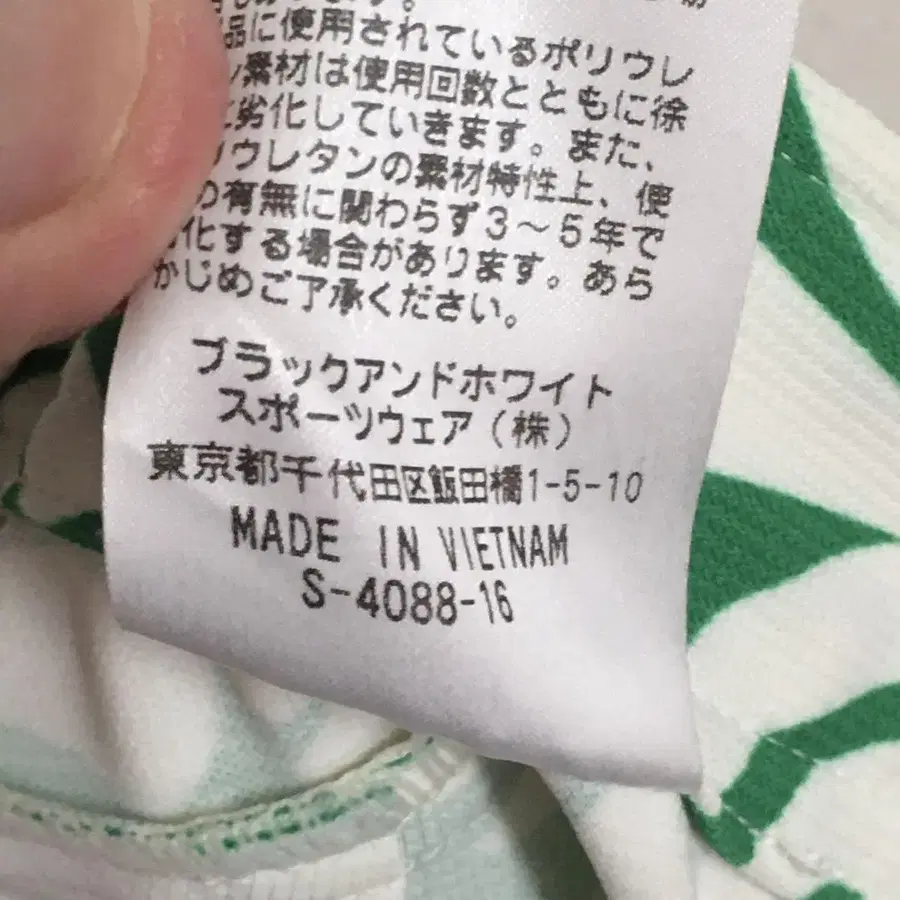 品に使用されているポリウレ
ン素材は使用回数とともに徐
に劣化していきます。また、
リウレタンの素材特性上、使
の有無に関わらず3～5年で
化する場合があります。あら
かじめご了承ください。
ブラックアンドホワイト
スポーツウェア（株）
東京都千代田区飯田橋1-5-10
MADE IN VIETNAM
S-4088-16